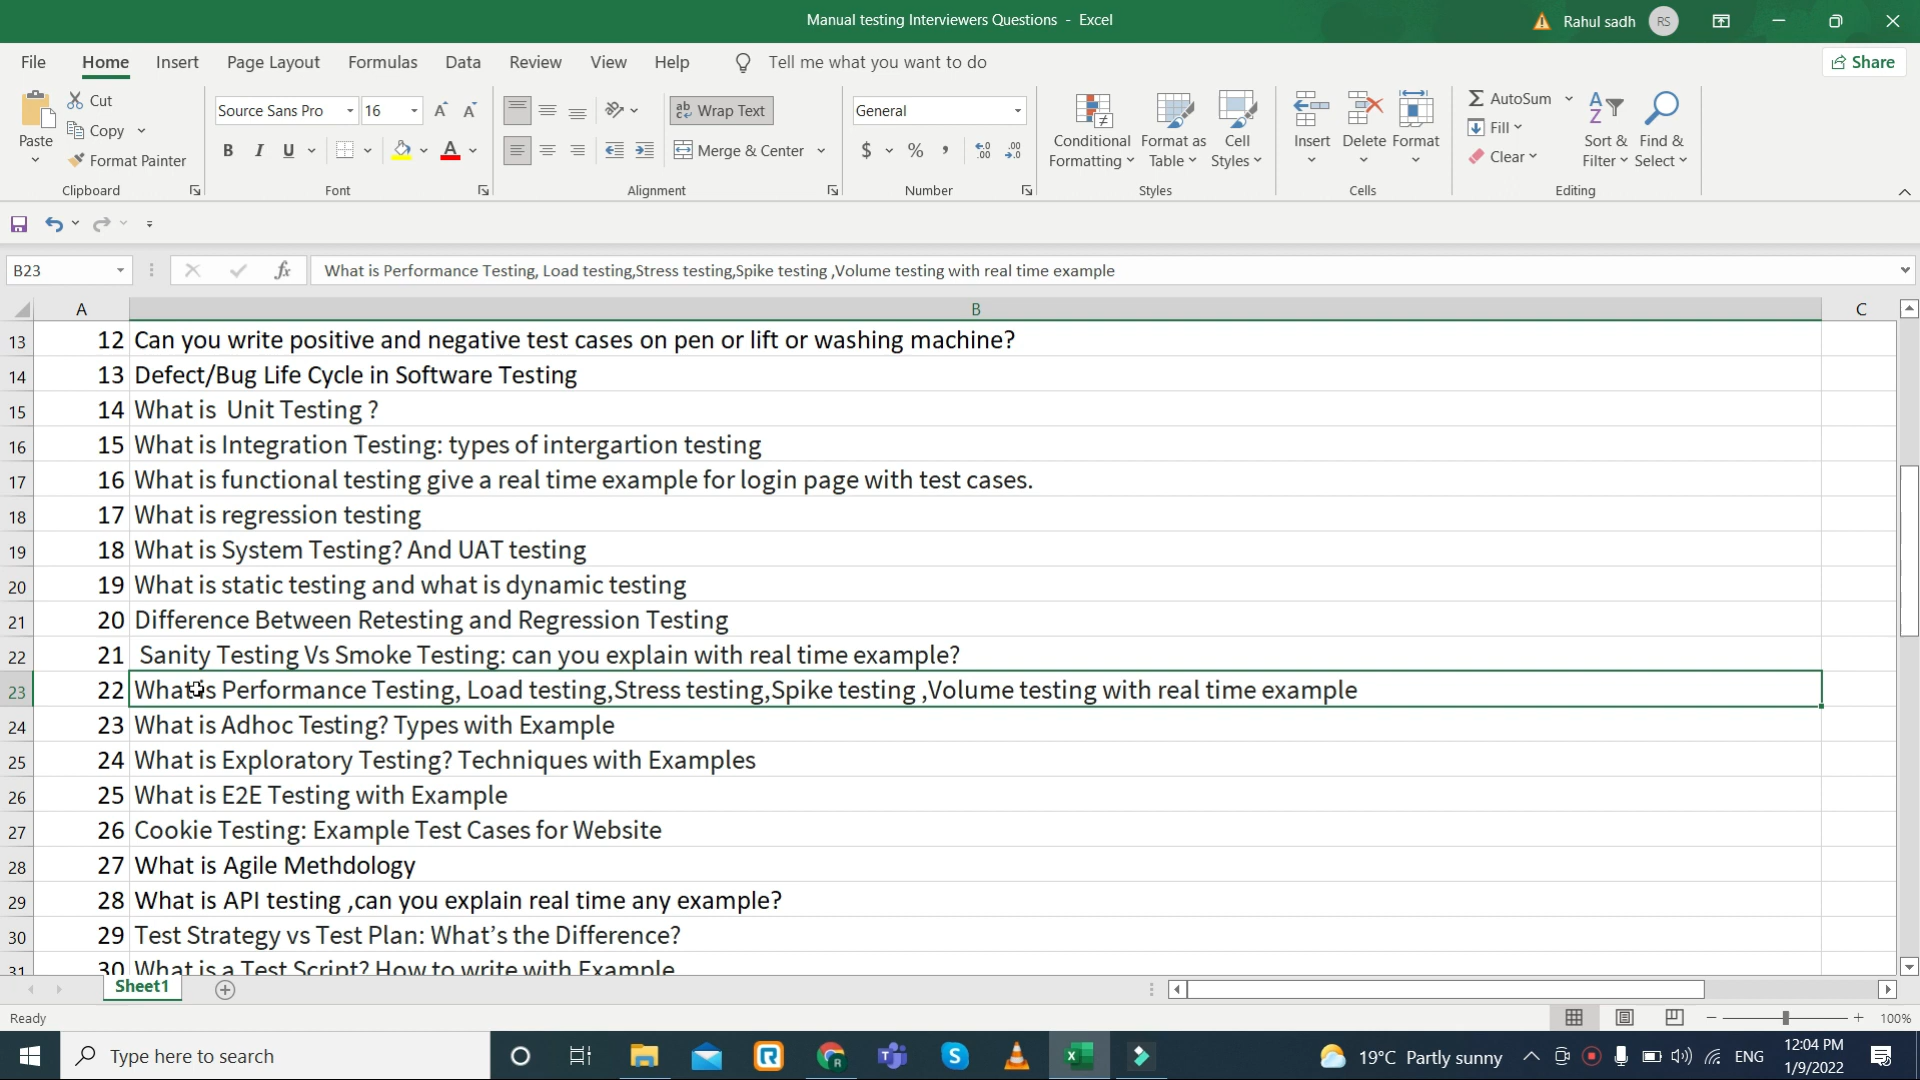 Manual testing Interviewers Questions - Excel
Rahul sadh RS
File Home Insert Page Layout Formulas Data Review View Help Tell me what you want to do Share
Paste Cut Copy Format Painter Clipboard
Source Sans Pro 16 B I U A Font
ab Wrap Text Merge & Center Alignment
General $ % , Number
Conditional Formatting Format as Table Cell Styles Styles
Insert Delete Format Cells
AutoSum Fill Clear Sort & Filter Find & Select Editing
B23 fx What is Performance Testing, Load testing,Stress testing,Spike testing ,Volume testing with real time example
A B C
13 12 Can you write positive and negative test cases on pen or lift or washing machine?
14 13 Defect/Bug Life Cycle in Software Testing
15 14 What is Unit Testing ?
16 15 What is Integration Testing: types of intergartion testing
17 16 What is functional testing give a real time example for login page with test cases.
18 17 What is regression testing
19 18 What is System Testing? And UAT testing
20 19 What is static testing and what is dynamic testing
21 20 Difference Between Retesting and Regression Testing
22 21 Sanity Testing Vs Smoke Testing: can you explain with real time example?
23 22 What is Performance Testing, Load testing,Stress testing,Spike testing ,Volume testing with real time example
24 23 What is Adhoc Testing? Types with Example
25 24 What is Exploratory Testing? Techniques with Examples
26 25 What is E2E Testing with Example
27 26 Cookie Testing: Example Test Cases for Website
28 27 What is Agile Methdology
29 28 What is API testing ,can you explain real time any example?
30 29 Test Strategy vs Test Plan: What’s the Difference?
31 30 What is a Test Script? How to write with Example
Sheet1
Ready 100%
Type here to search 19°C Partly sunny ENG 12:04 PM
1/9/2022